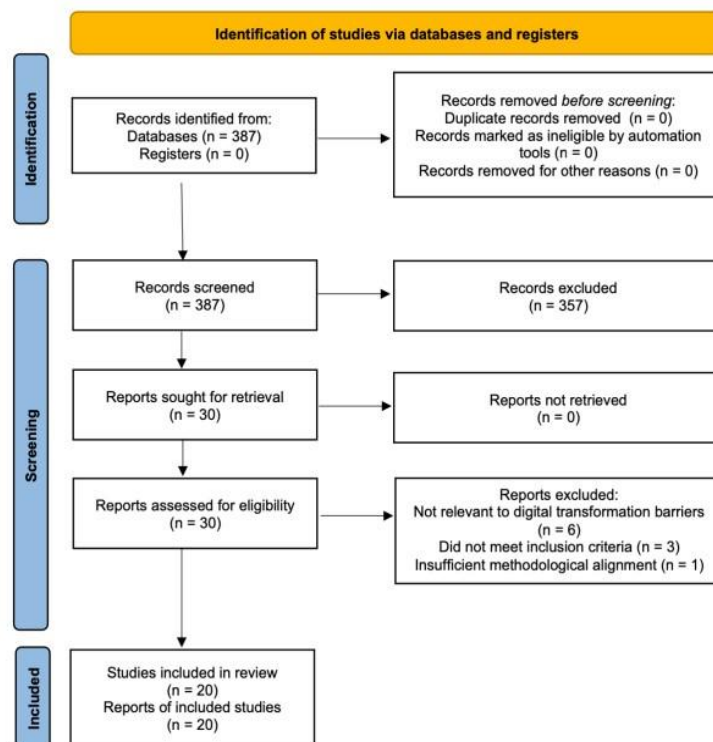 Identification of studies via databases and registers
Identification
Records identified from:
Databases (n = 387)
Registers (n = 0)
Records removed before screening:
Duplicate records removed (n = 0)
Records marked as ineligible by automation
tools (n = 0)
Records removed for other reasons (n = 0)
Screening
Records screened
(n = 387)
Records excluded
(n = 357)
Reports sought for retrieval
(n = 30)
Reports not retrieved
(n = 0)
Reports assessed for eligibility
(n = 30)
Reports excluded:
Not relevant to digital transformation barriers
(n = 6)
Did not meet inclusion criteria (n = 3)
Insufficient methodological alignment (n = 1)
Included
Studies included in review
(n = 20)
Reports of included studies
(n = 20)